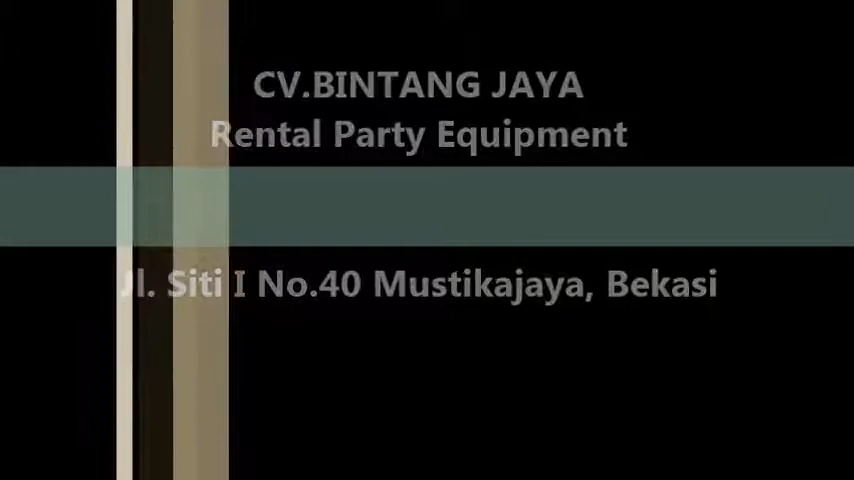 CV.BINTANG JAYA
Rental Party Equipment
Jl. Siti I No.40 Mustikajaya, Bekasi